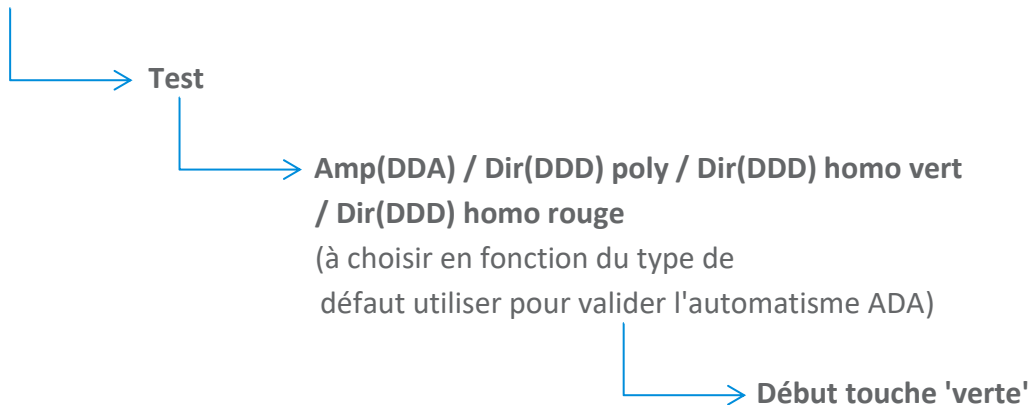 Test
Amp(DDA) / Dir(DDD) poly / Dir(DDD) homo vert
/ Dir(DDD) homo rouge
(à choisir en fonction du type de
défaut utiliser pour valider l'automatisme ADA)
Début touche 'verte'